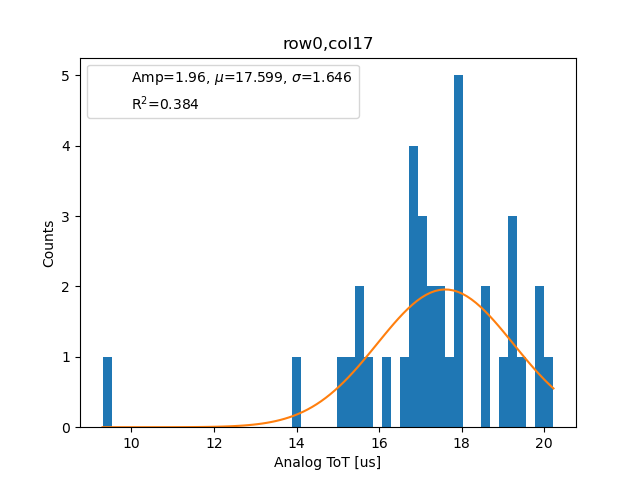 row0,col17
Amp=1.96, μ=17.599, σ=1.646
R²=0.384
5
4
3
2
1
0
Counts
10 12 14 16 18 20
Analog ToT [us]